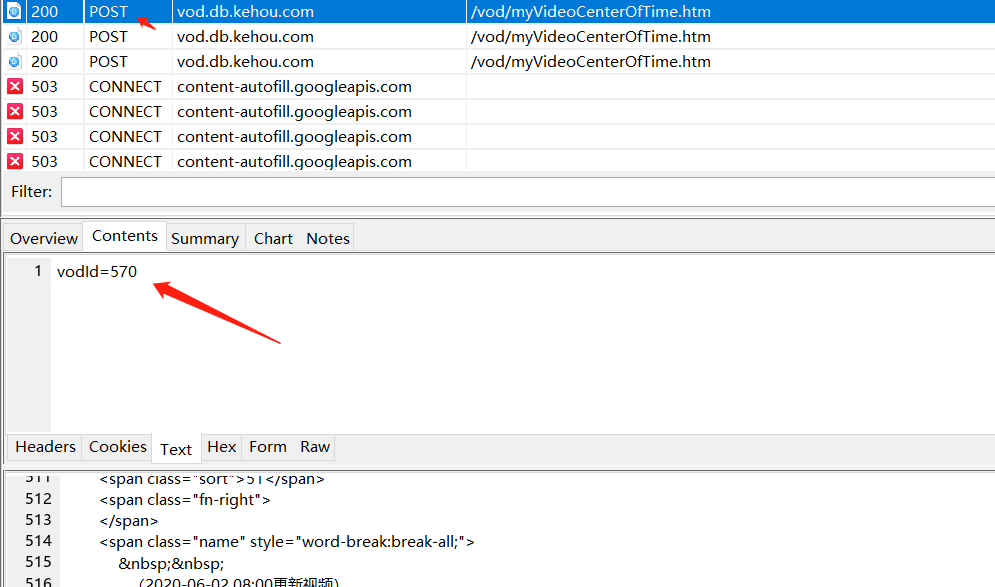 200 POST vod.db.kehou.com /vod/myVideoCenterOfTime.htm
200 POST vod.db.kehou.com /vod/myVideoCenterOfTime.htm
200 POST vod.db.kehou.com /vod/myVideoCenterOfTime.htm
503 CONNECT content-autofill.googleapis.com
503 CONNECT content-autofill.googleapis.com
503 CONNECT content-autofill.googleapis.com
503 CONNECT content-autofill.googleapis.com
Filter:
Overview Contents Summary Chart Notes
1 vodId=570
Headers Cookies Text Hex Form Raw
511 <span class="sort">51</span>
512 <span class="fn-right">
513 </span>
514 <span class="name" style="word-break:break-all;">
515 &nbsp;&nbsp;
516 (2020-06-02 08:00更新视频)